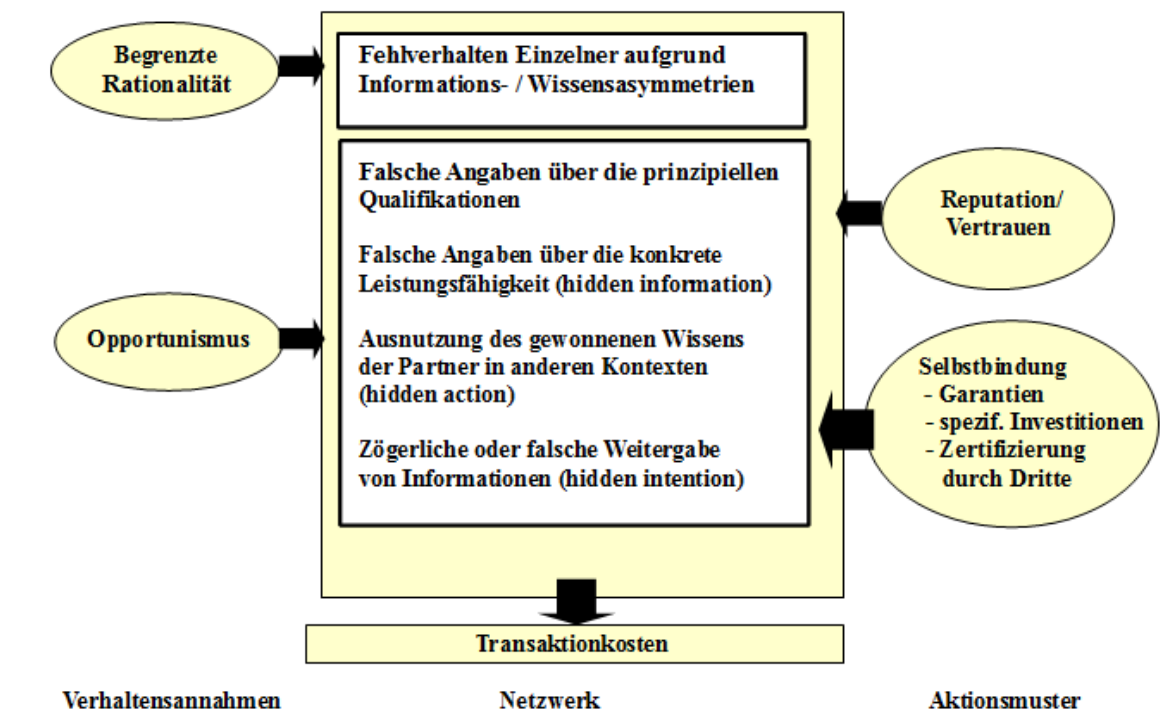 Begrenzte
Rationalität
Fehlverhalten Einzelner aufgrund
Informations- / Wissensasymmetrien
Falsche Angaben über die prinzipiellen
Qualifikationen
Falsche Angaben über die konkrete
Leistungsfähigkeit (hidden information)
Ausnutzung des gewonnenen Wissens
der Partner in anderen Kontexten
(hidden action)
Zögerliche oder falsche Weitergabe
von Informationen (hidden intention)
Opportunismus
Reputation/
Vertrauen
Selbstbindung
- Garantien
- spezif. Investitionen
- Zertifizierung
durch Dritte
Transaktionkosten
Verhaltensannahmen
Netzwerk
Aktionsmuster